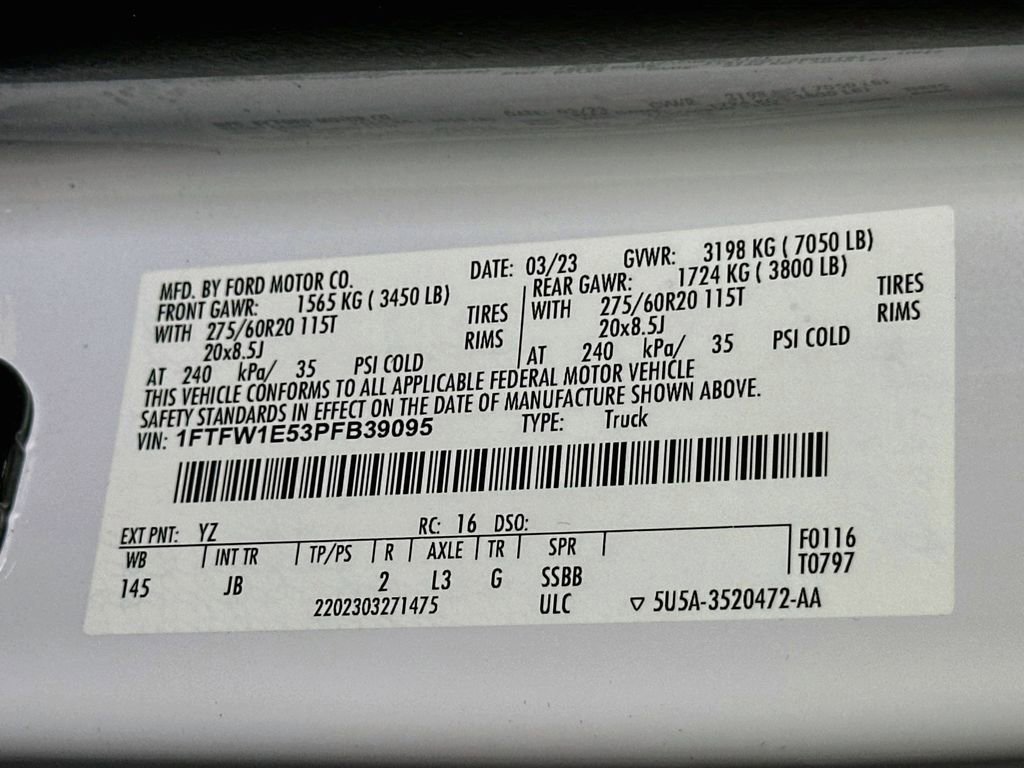 MFD. BY FORD MOTOR CO. DATE: 03/23 GVWR: 3198 KG ( 7050 LB)
FRONT GAWR: 1565 KG ( 3450 LB) REAR GAWR: 1724 KG ( 3800 LB)
WITH 275/60R20 115T TIRES WITH 275/60R20 115T TIRES
20x8.5J RIMS 20x8.5J RIMS
AT 240 kPa/ 35 PSI COLD AT 240 kPa/ 35 PSI COLD
THIS VEHICLE CONFORMS TO ALL APPLICABLE FEDERAL MOTOR VEHICLE
SAFETY STANDARDS IN EFFECT ON THE DATE OF MANUFACTURE SHOWN ABOVE.
VIN: 1FTFW1E53PFB39095 TYPE: Truck
EXT PNT: YZ RC: 16 DSO:
WB INT TR TP/PS R AXLE TR SPR F0116
145 JB 2 L3 G SSBB T0797
2202303271475 ULC ▽ 5U5A-3520472-AA